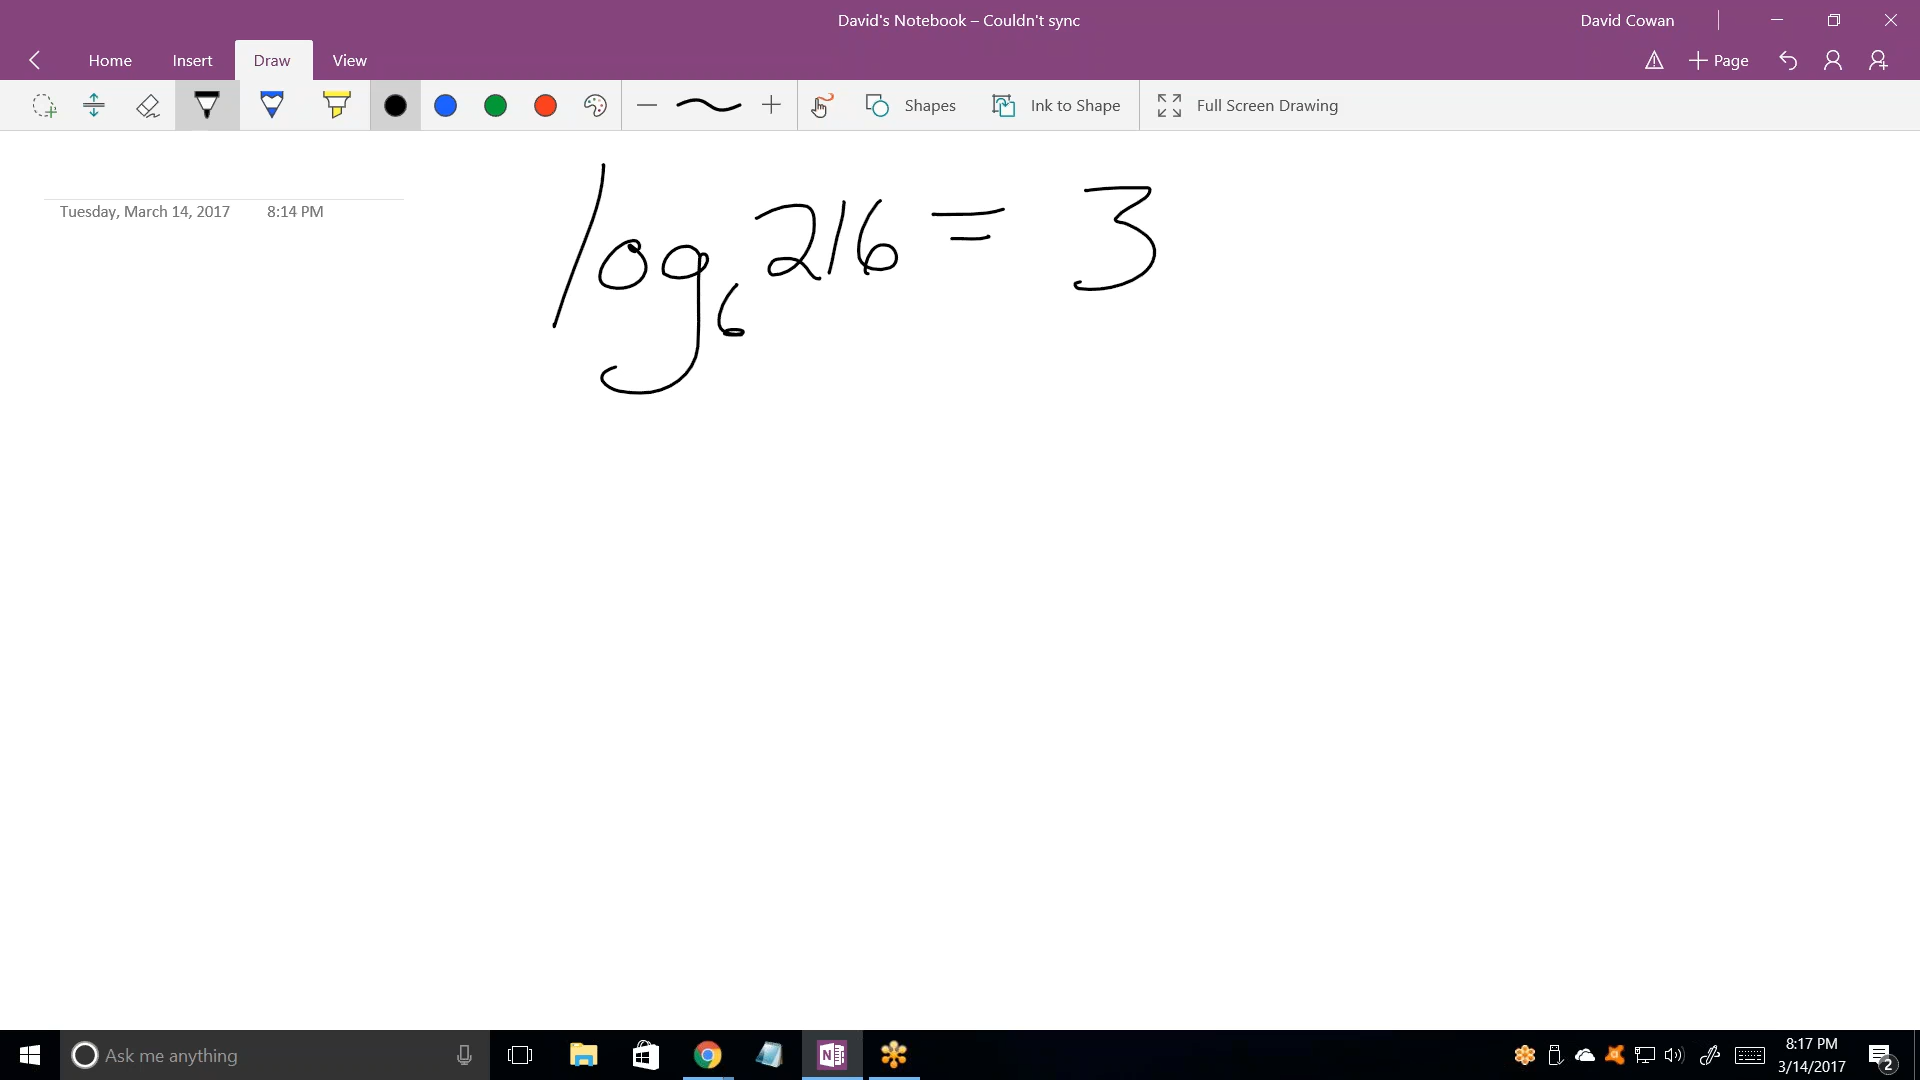 David's Notebook – Couldn't sync
David Cowan
Home Insert Draw View
Page
Shapes Ink to Shape Full Screen Drawing
Tuesday, March 14, 2017 8:14 PM
log₆ 216 = 3
Ask me anything
N
8:17 PM
3/14/2017
2